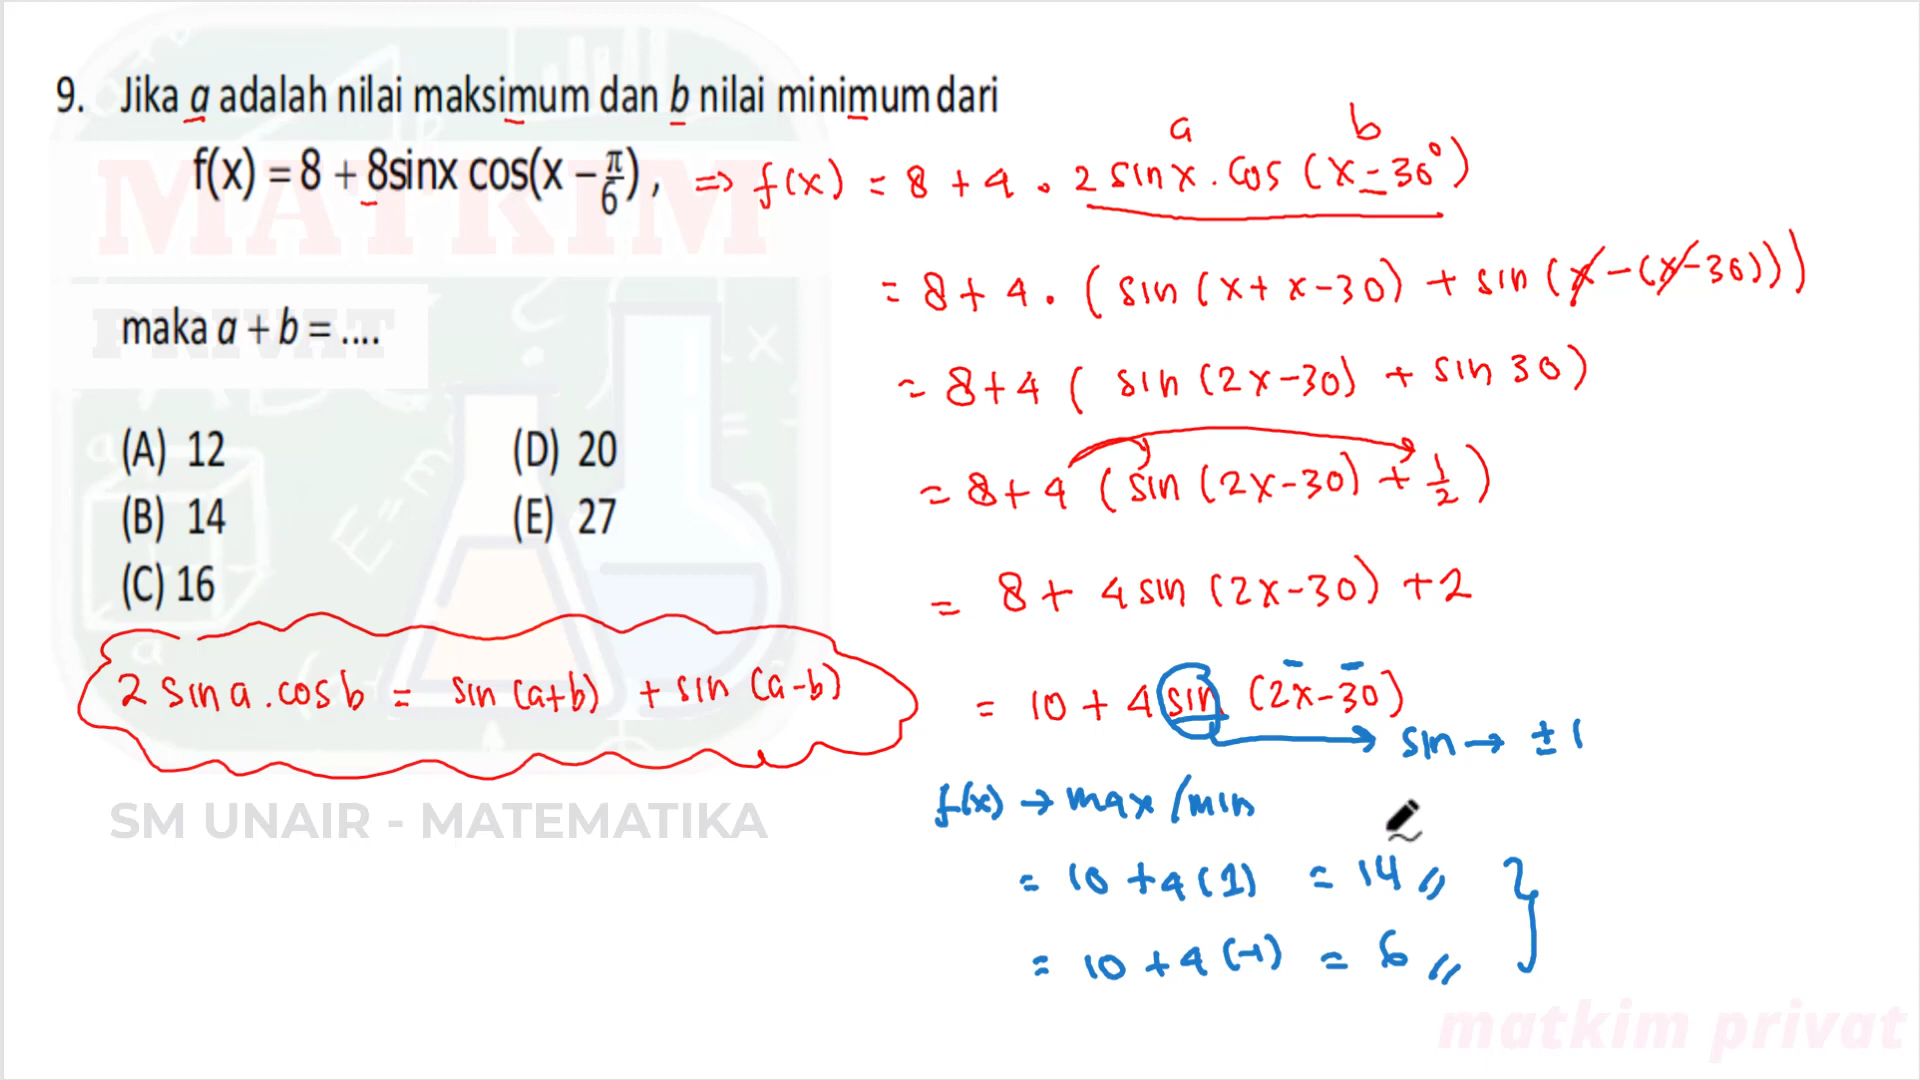 9. Jika a adalah nilai maksimum dan b nilai minimum dari
f(x) = 8 + 8sinx cos(x − π/6),
maka a + b = ....
(A) 12
(B) 14
(C) 16
(D) 20
(E) 27
2 sin a . cos b = sin (a+b) + sin (a-b)
SM UNAIR - MATEMATIKA
a b
=> f(x) = 8 + 4 . 2 sin x . cos (x - 30°)
= 8 + 4 . ( sin (x + x - 30) + sin (x - (x - 30)))
= 8 + 4 ( sin (2x - 30) + sin 30 )
= 8 + 4 ( sin (2x - 30) + 1/2 )
= 8 + 4 sin (2x - 30) + 2
= 10 + 4 sin (2x - 30)
sin → ± 1
f(x) → max / min
= 10 + 4 (1) = 14 //
= 10 + 4 (-1) = 6 //
MATKIM
PRIVAT
E=m
matkim privat